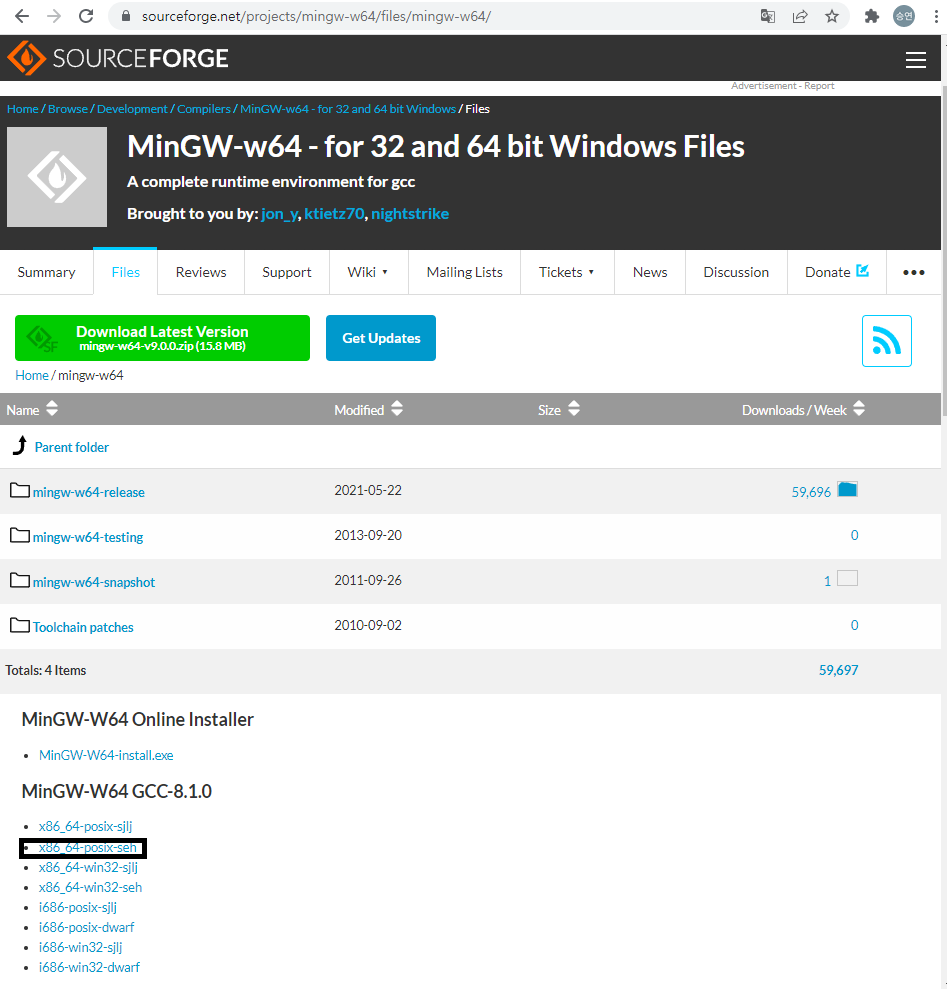 sourceforge.net/projects/mingw-w64/files/mingw-w64/
승연
SOURCEFORGE
Advertisement - Report
Home / Browse / Development / Compilers / MinGW-w64 - for 32 and 64 bit Windows / Files
MinGW-w64 - for 32 and 64 bit Windows Files
A complete runtime environment for gcc
Brought to you by: jon_y, ktietz70, nightstrike
Summary Files Reviews Support Wiki Mailing Lists Tickets News Discussion Donate
Download Latest Version
mingw-w64-v9.0.0.zip (15.8 MB)
SF
Get Updates
Home / mingw-w64
Name Modified Size Downloads / Week
Parent folder
mingw-w64-release 2021-05-22 59,696
mingw-w64-testing 2013-09-20 0
mingw-w64-snapshot 2011-09-26 1
Toolchain patches 2010-09-02 0
Totals: 4 Items 59,697
MinGW-W64 Online Installer
• MinGW-W64-install.exe
MinGW-W64 GCC-8.1.0
• x86_64-posix-sjlj
• x86_64-posix-seh
• x86_64-win32-sjlj
• x86_64-win32-seh
• i686-posix-sjlj
• i686-posix-dwarf
• i686-win32-sjlj
• i686-win32-dwarf